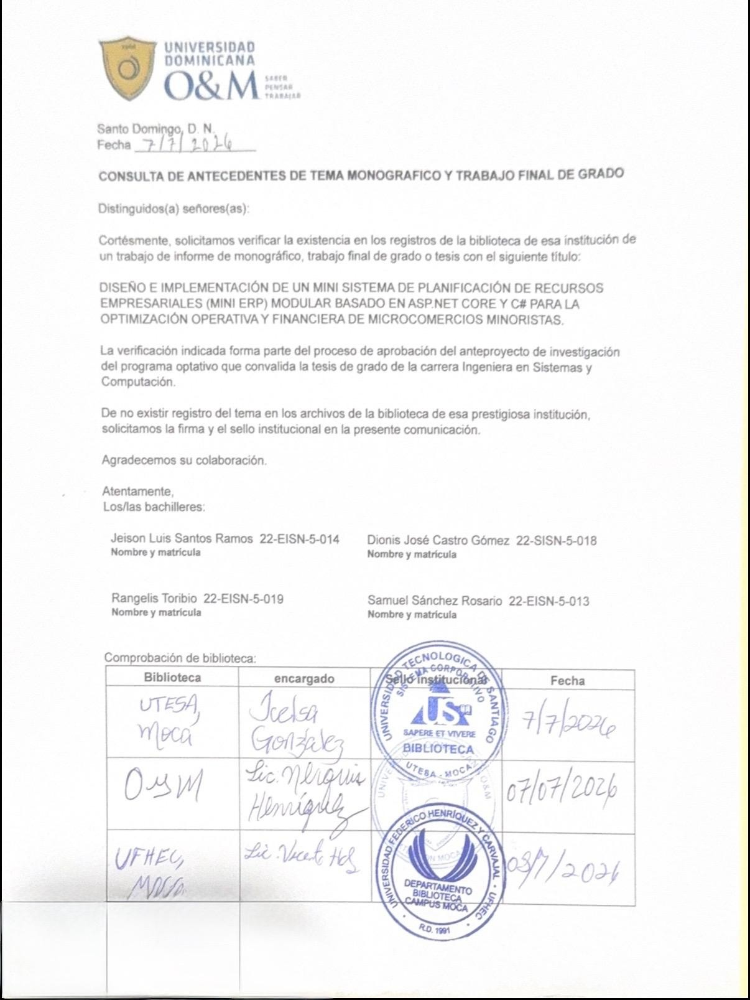 UNIVERSIDAD
DOMINICANA
O&M
SABER
PENSAR
TRABAJAR
Santo Domingo, D. N.
Fecha 7/7/2026
CONSULTA DE ANTECEDENTES DE TEMA MONOGRAFICO Y TRABAJO FINAL DE GRADO
Distinguidos(a) señores(as):
Cortésmente, solicitamos verificar la existencia en los registros de la biblioteca de esa institución de
un trabajo de informe de monográfico, trabajo final de grado o tesis con el siguiente título:
DISEÑO E IMPLEMENTACIÓN DE UN MINI SISTEMA DE PLANIFICACIÓN DE RECURSOS
EMPRESARIALES (MINI ERP) MODULAR BASADO EN ASP.NET CORE Y C# PARA LA
OPTIMIZACIÓN OPERATIVA Y FINANCIERA DE MICROCOMERCIOS MINORISTAS.
La verificación indicada forma parte del proceso de aprobación del anteproyecto de investigación
del programa optativo que convalida la tesis de grado de la carrera Ingeniera en Sistemas y
Computación.
De no existir registro del tema en los archivos de la biblioteca de esa prestigiosa institución,
solicitamos la firma y el sello institucional en la presente comunicación.
Agradecemos su colaboración.
Atentamente,
Los/las bachilleres:
Jeison Luis Santos Ramos 22-EISN-5-014 Dionis José Castro Gómez 22-SISN-5-018
Nombre y matrícula Nombre y matrícula
Rangelis Toribio 22-EISN-5-019 Samuel Sánchez Rosario 22-EISN-5-013
Nombre y matrícula Nombre y matrícula
Comprobación de biblioteca:
Biblioteca encargado Sello institucional Fecha
UTESA, Moca
Icelsa González
UNIVERSIDAD TECNOLOGICA DE SANTIAGO
SISTEMA CORPORATIVO
US
SAPERE ET VIVERE
BIBLIOTECA
UTESA - MOCA
7/7/2026
OyM
Lic. Nerquis Henríquez
O&M
MOCA
07/07/2026
UFHEC, Moca
Lic. Vicente
UNIVERSIDAD FEDERICO HENRÍQUEZ Y CARVAJAL - UFHEC
DEPARTAMENTO
BIBLIOTECA
CAMPUS MOCA
R.D. 1991
/7/2026